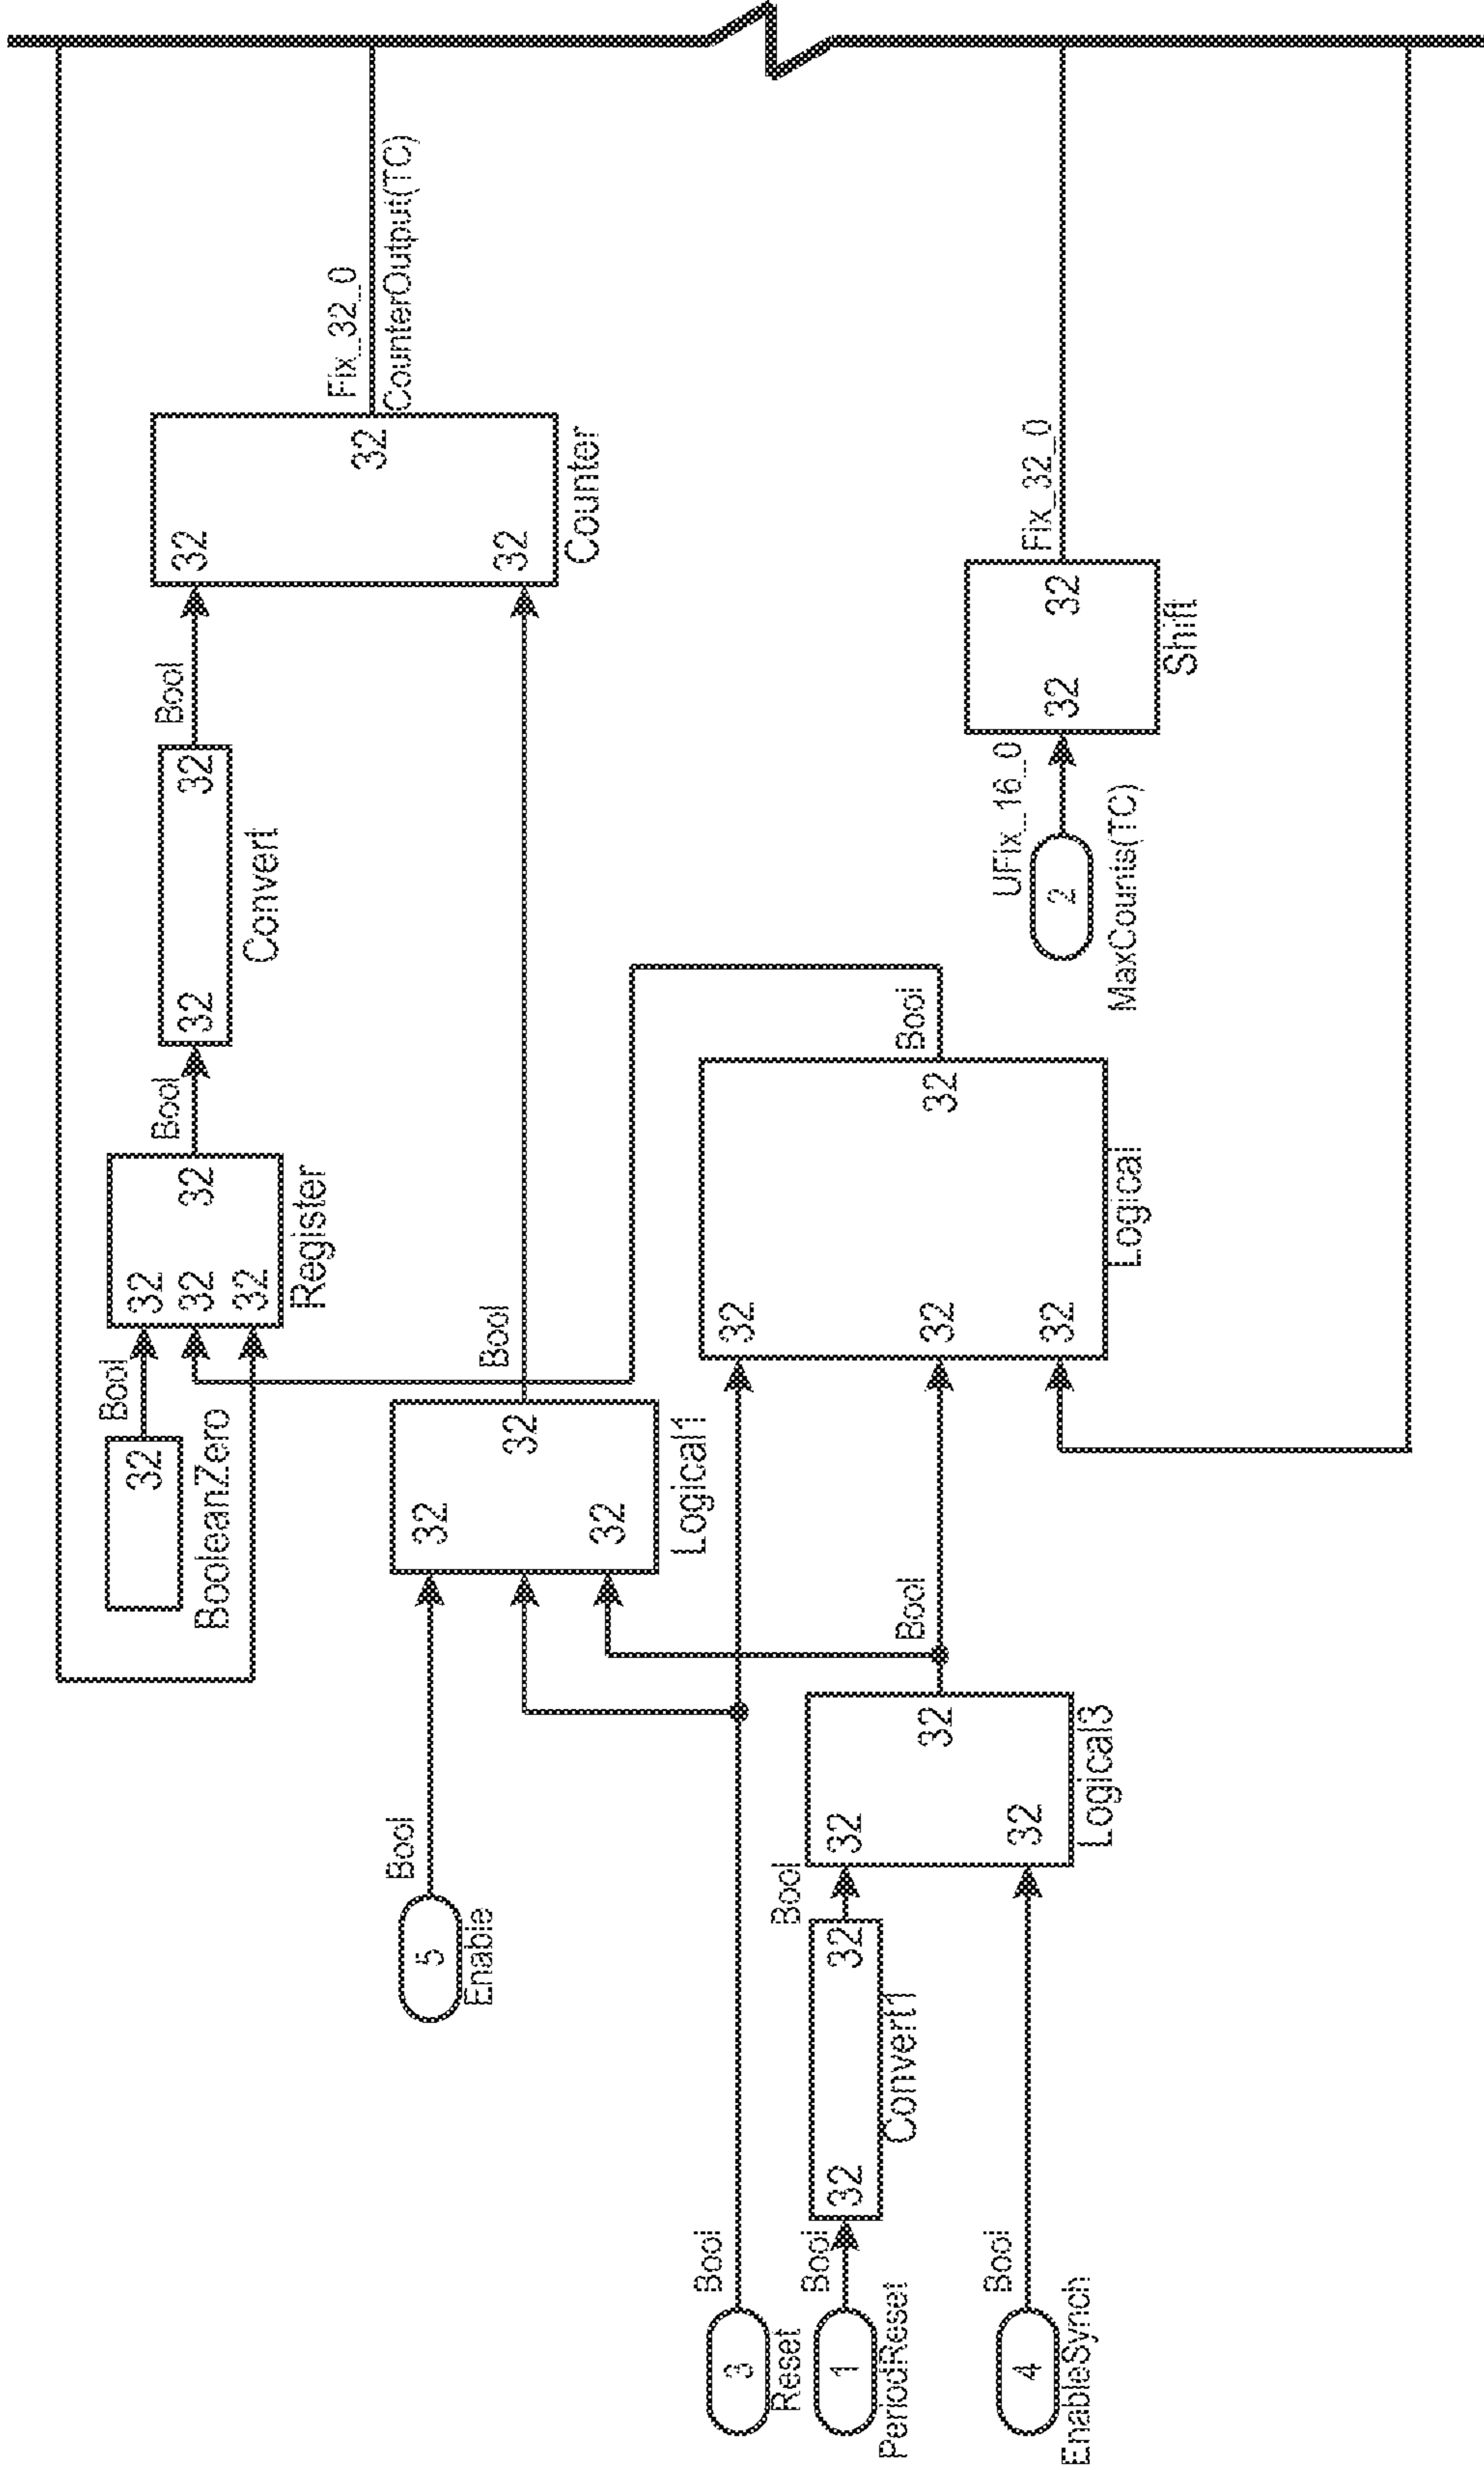 Bool
32
BooleanZero
32
32
32
32
Register
Bool
32
32
Convert
Bool
32
32
32
Counter
Fix_32_0
CounterOutput(TC)
5
Enable
Bool
32
32
32
Logical1
Bool
3
Reset
Bool
1
PeriodReset
Bool
32
32
Convert1
Bool
4
EnableSynch
Bool
32
32
32
Logical3
Bool
32
32
32
32
Logical
Bool
2
MaxCounts(TC)
UFix_16_0
32
32
Shift
Fix_32_0